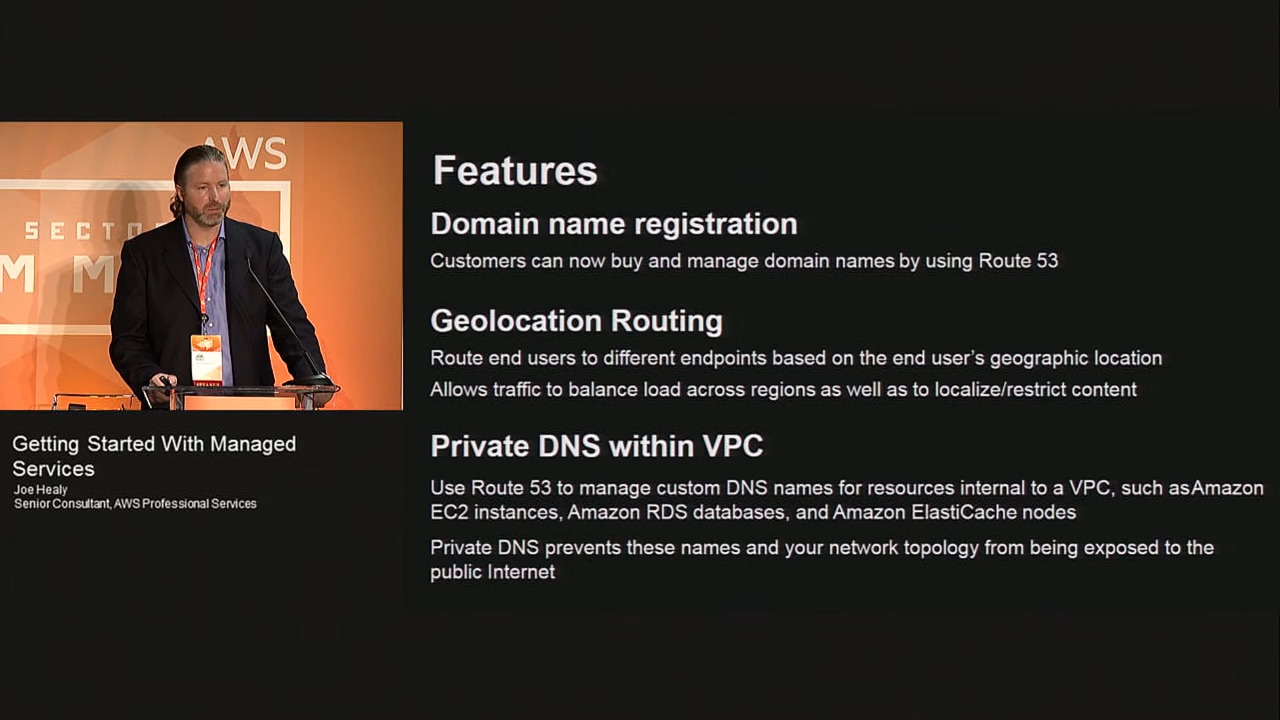 AWS
SECTO
M M
JOE
SPEAKER
Getting Started With Managed
Services
Joe Healy
Senior Consultant, AWS Professional Services
Features
Domain name registration
Customers can now buy and manage domain names by using Route 53
Geolocation Routing
Route end users to different endpoints based on the end user's geographic location
Allows traffic to balance load across regions as well as to localize/restrict content
Private DNS within VPC
Use Route 53 to manage custom DNS names for resources internal to a VPC, such asAmazon
EC2 instances, Amazon RDS databases, and Amazon ElastiCache nodes
Private DNS prevents these names and your network topology from being exposed to the
public Internet